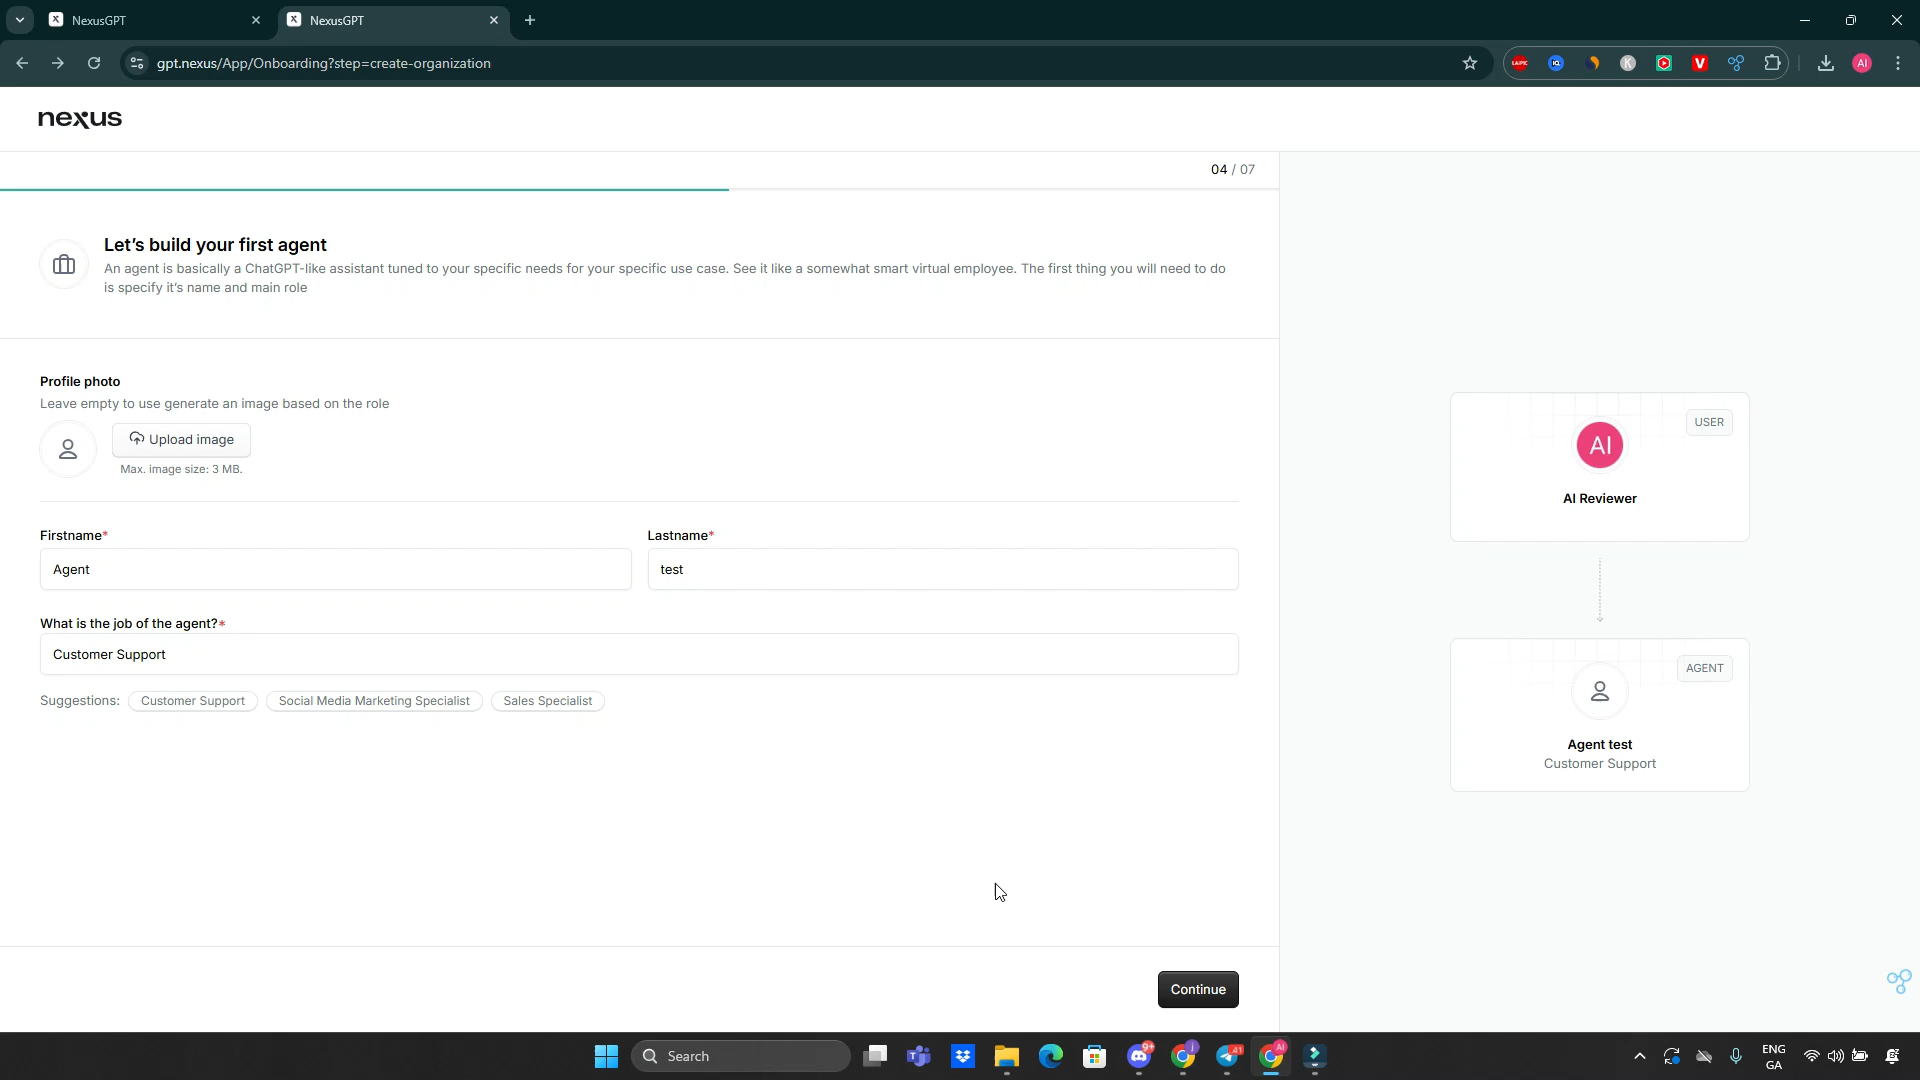 NexusGPT
NexusGPT
gpt.nexus/App/Onboarding?step=create-organization
AI
nexus
04 / 07
Let's build your first agent
An agent is basically a ChatGPT-like assistant tuned to your specific needs for your specific use case. See it like a somewhat smart virtual employee. The first thing you will need to do
is specify it's name and main role
Profile photo
Leave empty to use generate an image based on the role
Upload image
Max. image size: 3 MB.
Firstname*
Lastname*
Agent
test
What is the job of the agent?*
Customer Support
Suggestions: Customer Support Social Media Marketing Specialist Sales Specialist
Continue
USER
AI
AI Reviewer
AGENT
Agent test
Customer Support
Search
9+
41
AI
ENG
GA